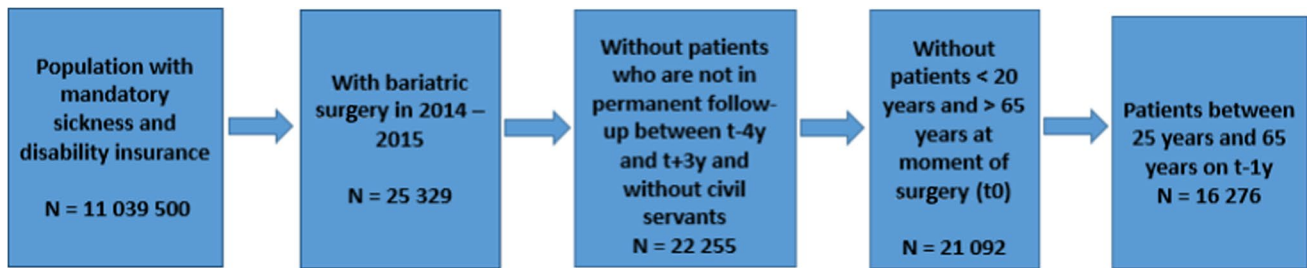 Population with
mandatory
sickness and
disability insurance
N = 11 039 500
With bariatric
surgery in 2014 –
2015
N = 25 329
Without patients
who are not in
permanent follow-
up between t-4y
and t+3y and
without civil
servants
N = 22 255
Without
patients < 20
years and > 65
years at
moment of
surgery (t0)
N = 21 092
Patients between
25 years and 65
years on t-1y
N = 16 276